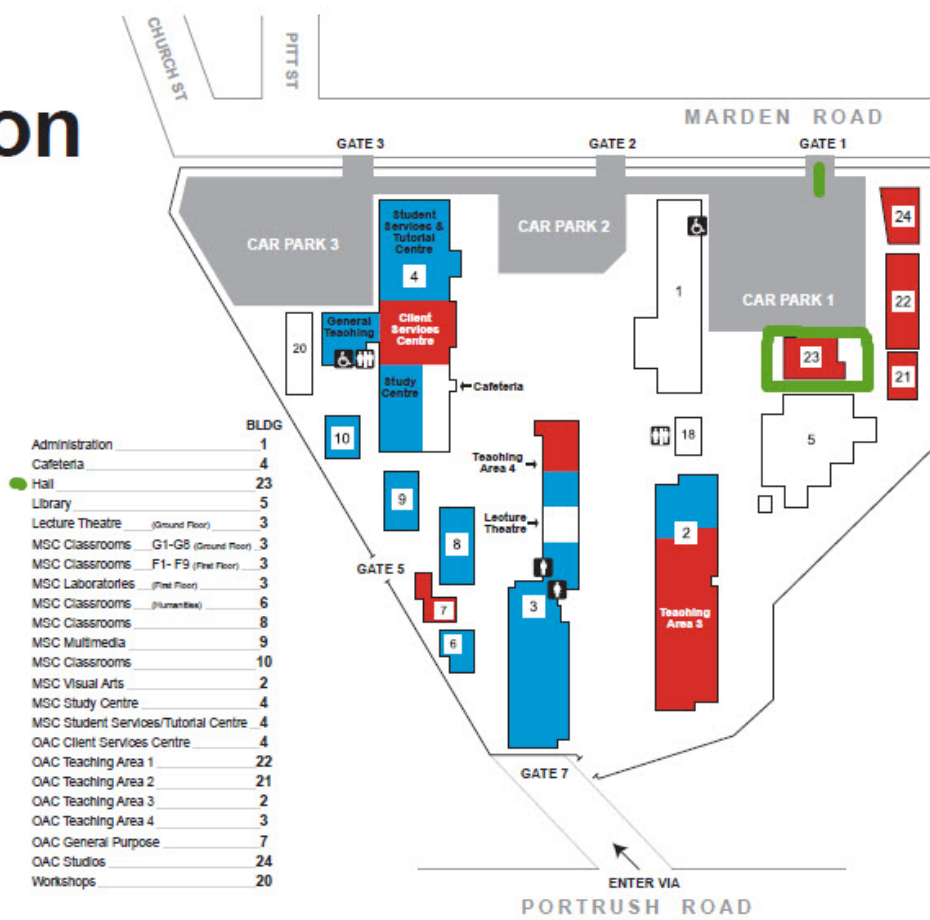 CHURCH ST
PITT ST
on
MARDEN ROAD
GATE 3
GATE 2
GATE 1
Student
Services &
Tutorial
Centre
4
CAR PARK 3
CAR PARK 2
CAR PARK 1
24
22
21
1
23
General
Teaching
Client
Services
Centre
20
Study
Centre
Cafeteria
10
18
5
Teaching
Area 4
9
Lecture
Theatre
8
2
GATE 5
3
7
Teaching
Area 3
6
GATE 7
ENTER VIA
PORTRUSH ROAD
BLDG
Administration 1
Cafeteria 4
Hall 23
Library 5
Lecture Theatre (Ground Floor) 3
MSC Classrooms G1-G8 (Ground Floor) 3
MSC Classrooms F1- F9 (First Floor) 3
MSC Laboratories (First Floor) 3
MSC Classrooms (Humanities) 6
MSC Classrooms 8
MSC Multimedia 9
MSC Classrooms 10
MSC Visual Arts 2
MSC Study Centre 4
MSC Student Services/Tutorial Centre 4
OAC Client Services Centre 4
OAC Teaching Area 1 22
OAC Teaching Area 2 21
OAC Teaching Area 3 2
OAC Teaching Area 4 3
OAC General Purpose 7
OAC Studios 24
Workshops 20